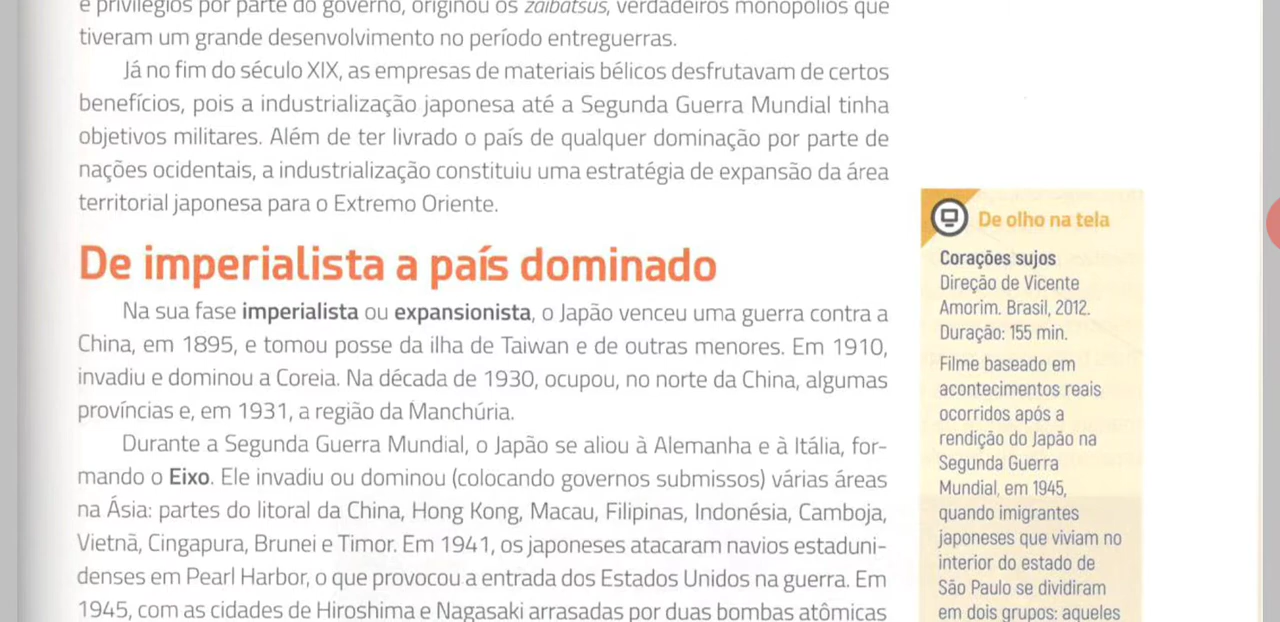 e privilégios por parte do governo, originou os zaibatsus, verdadeiros monopólios que
tiveram um grande desenvolvimento no período entreguerras.
Já no fim do século XIX, as empresas de materiais bélicos desfrutavam de certos
benefícios, pois a industrialização japonesa até a Segunda Guerra Mundial tinha
objetivos militares. Além de ter livrado o país de qualquer dominação por parte de
nações ocidentais, a industrialização constituiu uma estratégia de expansão da área
territorial japonesa para o Extremo Oriente.
De imperialista a país dominado
Na sua fase imperialista ou expansionista, o Japão venceu uma guerra contra a
China, em 1895, e tomou posse da ilha de Taiwan e de outras menores. Em 1910,
invadiu e dominou a Coreia. Na década de 1930, ocupou, no norte da China, algumas
províncias e, em 1931, a região da Manchúria.
Durante a Segunda Guerra Mundial, o Japão se aliou à Alemanha e à Itália, for-
mando o Eixo. Ele invadiu ou dominou (colocando governos submissos) várias áreas
na Ásia: partes do litoral da China, Hong Kong, Macau, Filipinas, Indonésia, Camboja,
Vietnã, Cingapura, Brunei e Timor. Em 1941, os japoneses atacaram navios estaduni-
denses em Pearl Harbor, o que provocou a entrada dos Estados Unidos na guerra. Em
1945, com as cidades de Hiroshima e Nagasaki arrasadas por duas bombas atômicas
De olho na tela
Corações sujos
Direção de Vicente
Amorim. Brasil, 2012.
Duração: 155 min.
Filme baseado em
acontecimentos reais
ocorridos após a
rendição do Japão na
Segunda Guerra
Mundial, em 1945,
quando imigrantes
japoneses que viviam no
interior do estado de
São Paulo se dividiram
em dois grupos: aqueles